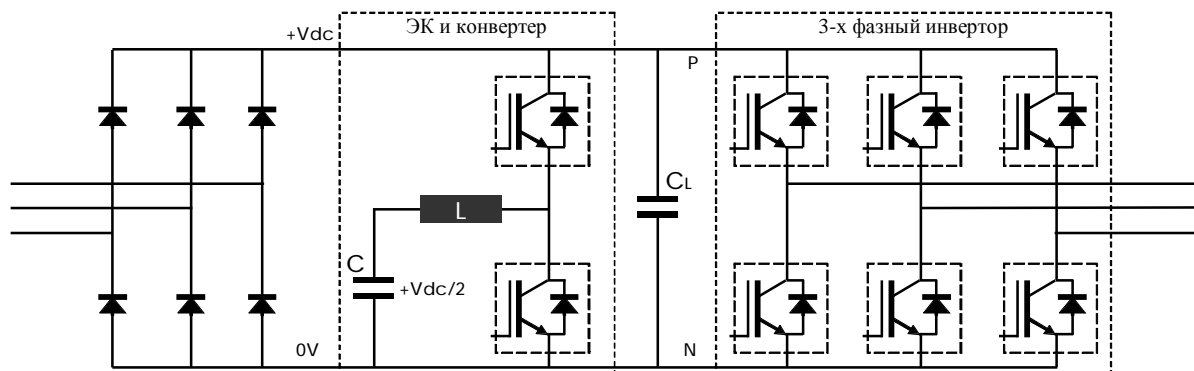 ЭК и конвертер
3-х фазный инвертор
+Vdc
P
CL
L
C
+Vdc/2
0V
N